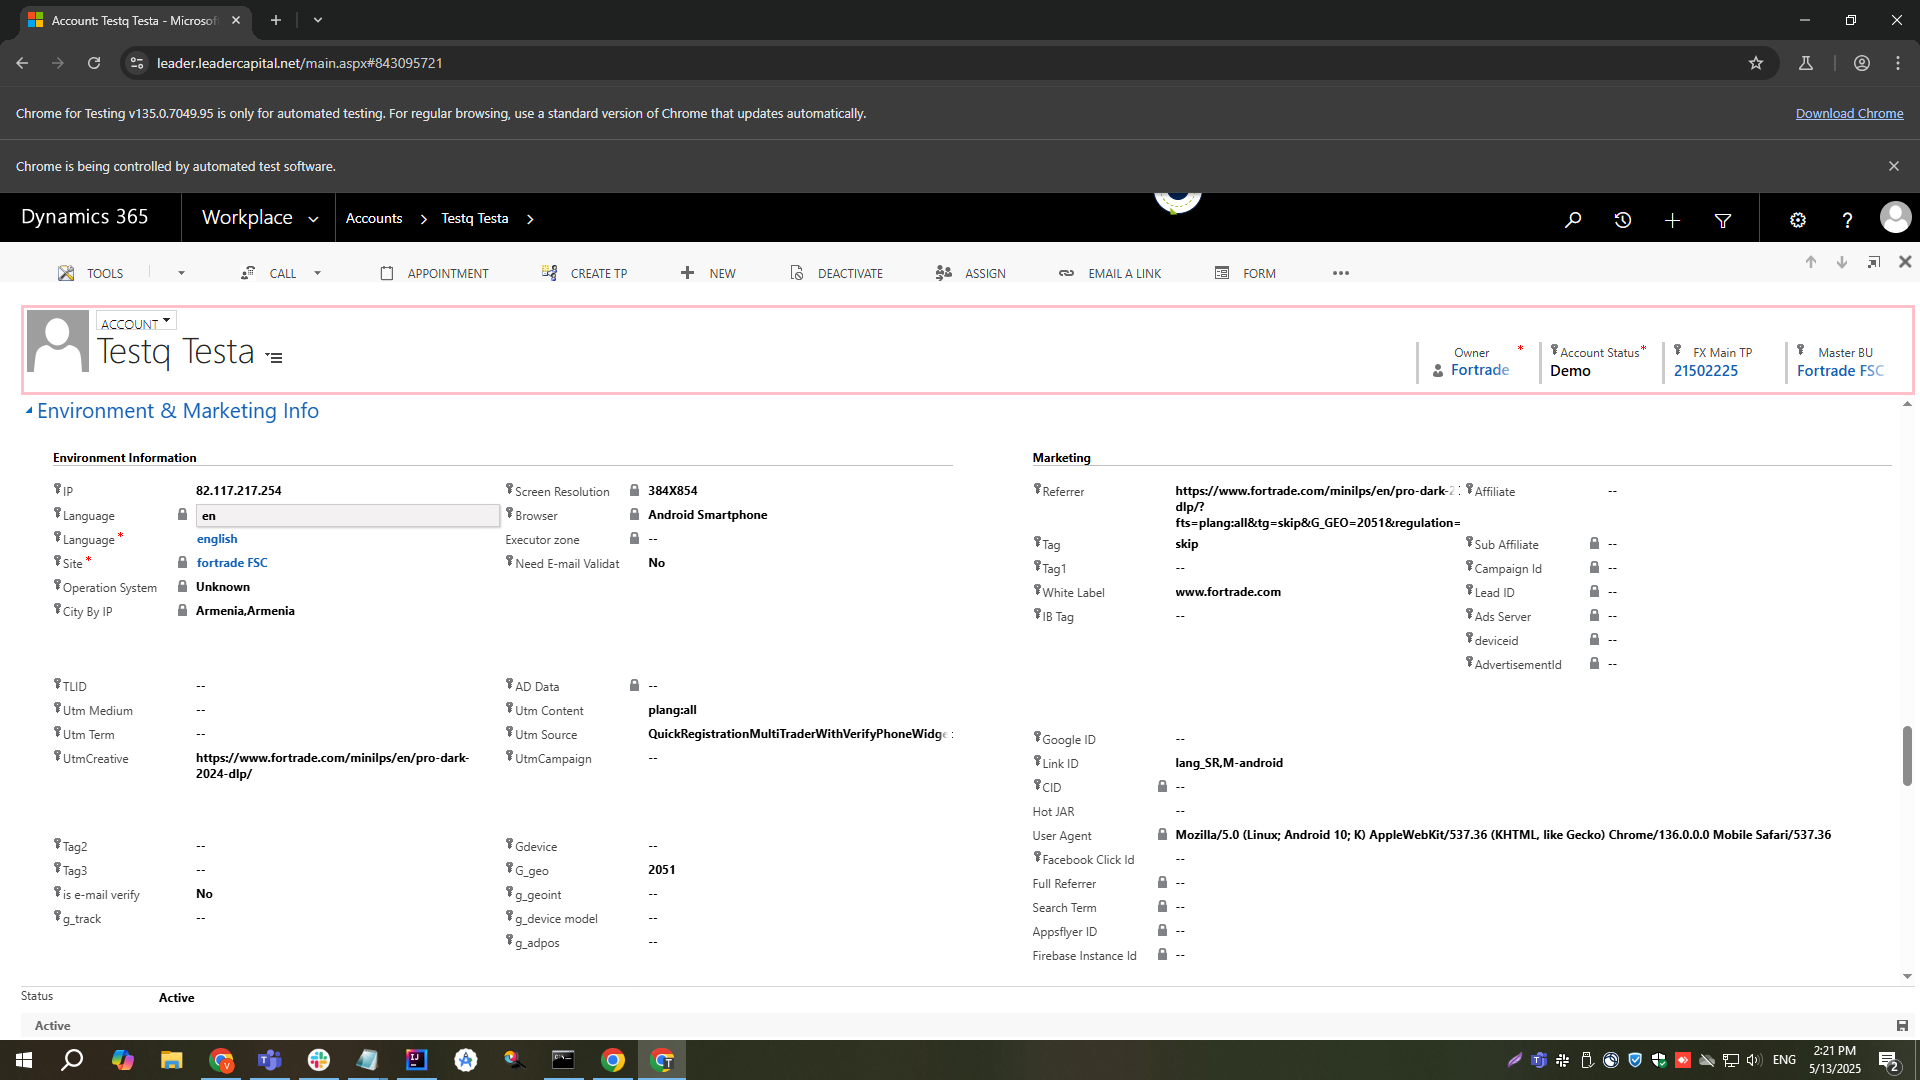 Account: Testq Testa - Microsof
leader.leadercapital.net/main.aspx#843095721
Chrome for Testing v135.0.7049.95 is only for automated testing. For regular browsing, use a standard version of Chrome that updates automatically.
Download Chrome
Chrome is being controlled by automated test software.
Dynamics 365
Workplace
Accounts
Testq Testa
TOOLS
CALL
APPOINTMENT
CREATE TP
NEW
DEACTIVATE
ASSIGN
EMAIL A LINK
FORM
ACCOUNT
Testq Testa
Owner *
Fortrade
Account Status*
Demo
FX Main TP
21502225
Master BU
Fortrade FSC
Environment & Marketing Info
Environment Information
IP 82.117.217.254
Language en
Language * english
Site * fortrade FSC
Operation System Unknown
City By IP Armenia,Armenia
Screen Resolution 384X854
Browser Android Smartphone
Executor zone --
Need E-mail Validat No
TLID --
Utm Medium --
Utm Term --
UtmCreative https://www.fortrade.com/minilps/en/pro-dark-
2024-dlp/
AD Data --
Utm Content plang:all
Utm Source QuickRegistrationMultiTraderWithVerifyPhoneWidge
UtmCampaign --
Tag2 --
Tag3 --
is e-mail verify No
g_track --
Gdevice --
G_geo 2051
g_geoint --
g_device model --
g_adpos --
Marketing
Referrer https://www.fortrade.com/minilps/en/pro-dark-2
dlp/?
fts=plang:all&tg=skip&G_GEO=2051&regulation=
Tag skip
Tag1 --
White Label www.fortrade.com
IB Tag --
Affiliate --
Sub Affiliate --
Campaign Id --
Lead ID --
Ads Server --
deviceid --
AdvertisementId --
Google ID --
Link ID lang_SR,M-android
CID --
Hot JAR --
User Agent Mozilla/5.0 (Linux; Android 10; K) AppleWebKit/537.36 (KHTML, like Gecko) Chrome/136.0.0.0 Mobile Safari/537.36
Facebook Click Id --
Full Referrer --
Search Term --
Appsflyer ID --
Firebase Instance Id --
Status Active
Active
ENG
2:21 PM
5/13/2025
2